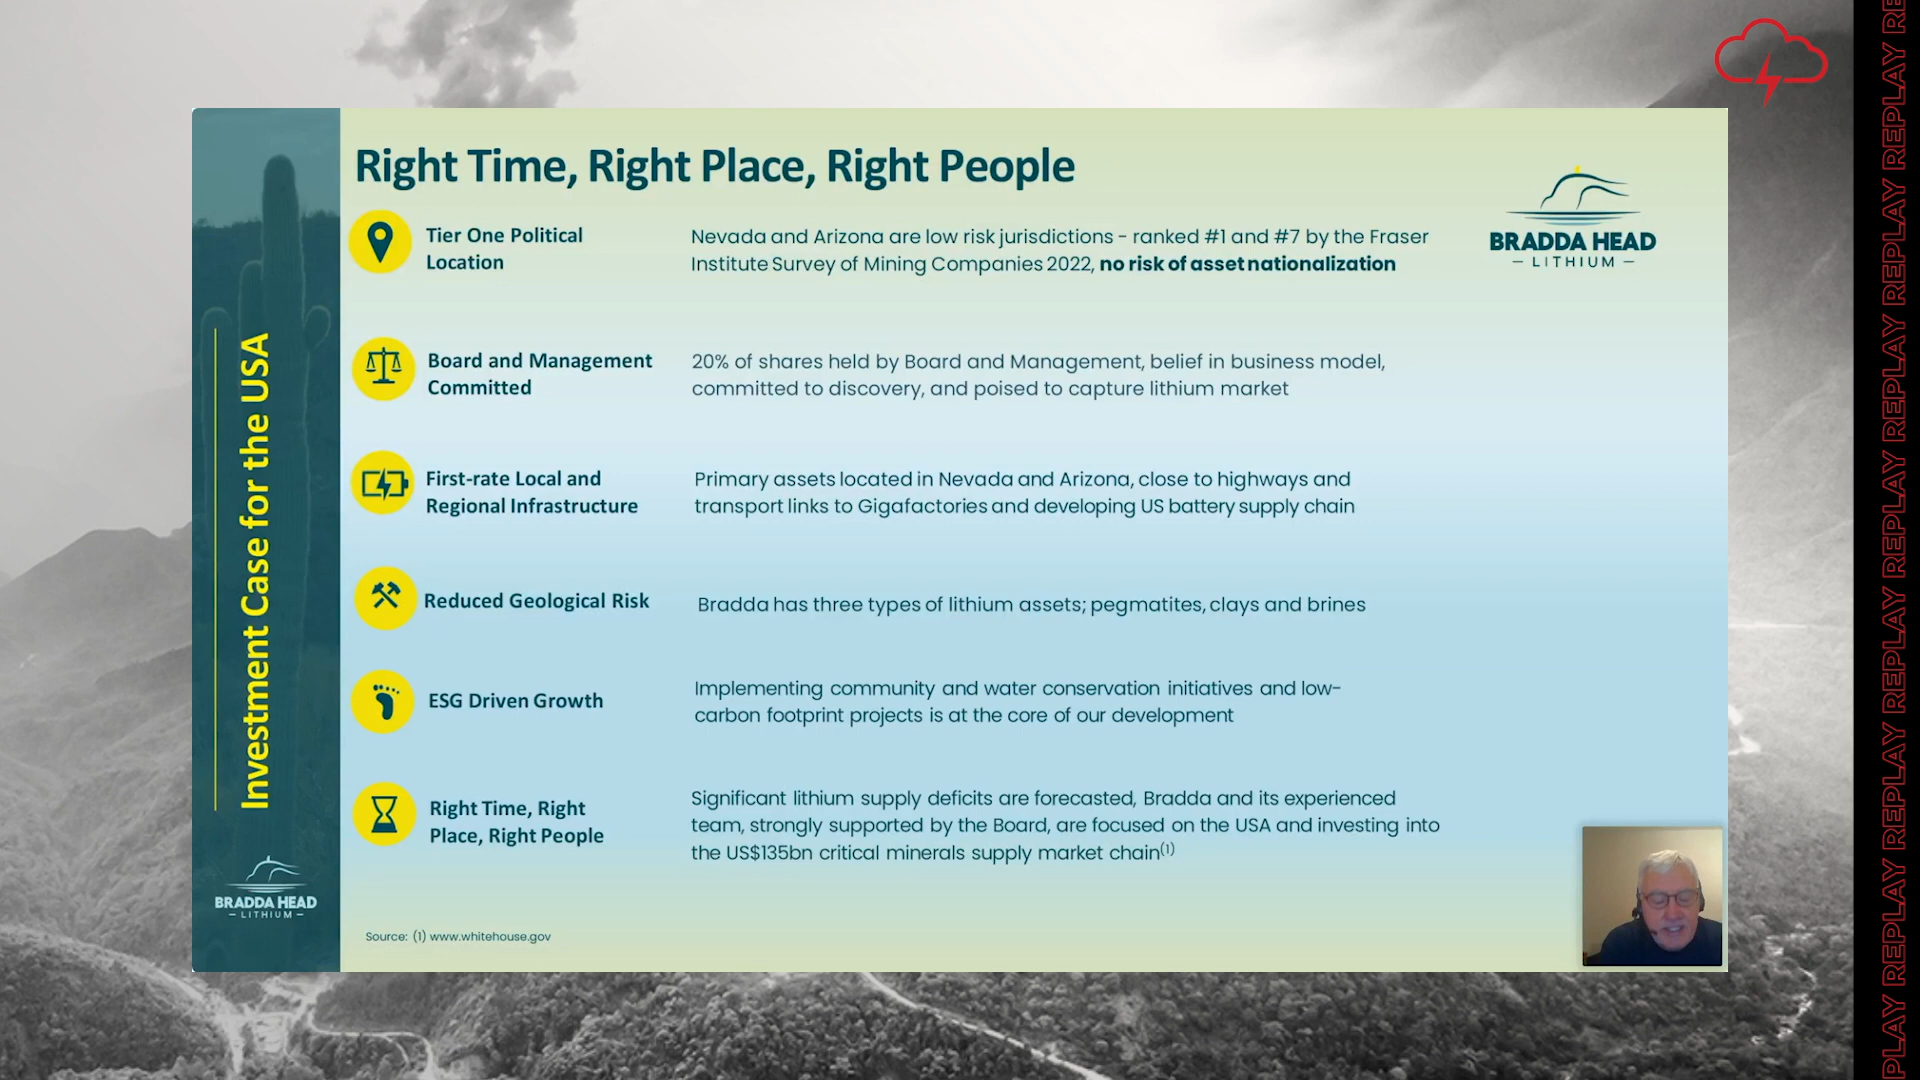 Right Time, Right Place, Right People
Tier One Political
Location
Nevada and Arizona are low risk jurisdictions - ranked #1 and #7 by the Fraser
Institute Survey of Mining Companies 2022, no risk of asset nationalization
BRADDA HEAD
– LITHIUM –
Board and Management
Committed
20% of shares held by Board and Management, belief in business model,
committed to discovery, and poised to capture lithium market
First-rate Local and
Regional Infrastructure
Primary assets located in Nevada and Arizona, close to highways and
transport links to Gigafactories and developing US battery supply chain
Reduced Geological Risk
Bradda has three types of lithium assets; pegmatites, clays and brines
ESG Driven Growth
Implementing community and water conservation initiatives and low-
carbon footprint projects is at the core of our development
Right Time, Right
Place, Right People
Significant lithium supply deficits are forecasted, Bradda and its experienced
team, strongly supported by the Board, are focused on the USA and investing into
the US$135bn critical minerals supply market chain(1)
Source: (1) www.whitehouse.gov
Investment Case for the USA
BRADDA HEAD
– LITHIUM –
PLAY REPLAY REPLAY REPLAY REPLAY REPLAY REPLAY REPLAY REPLAY REPLAY REPLAY REPLAY RE